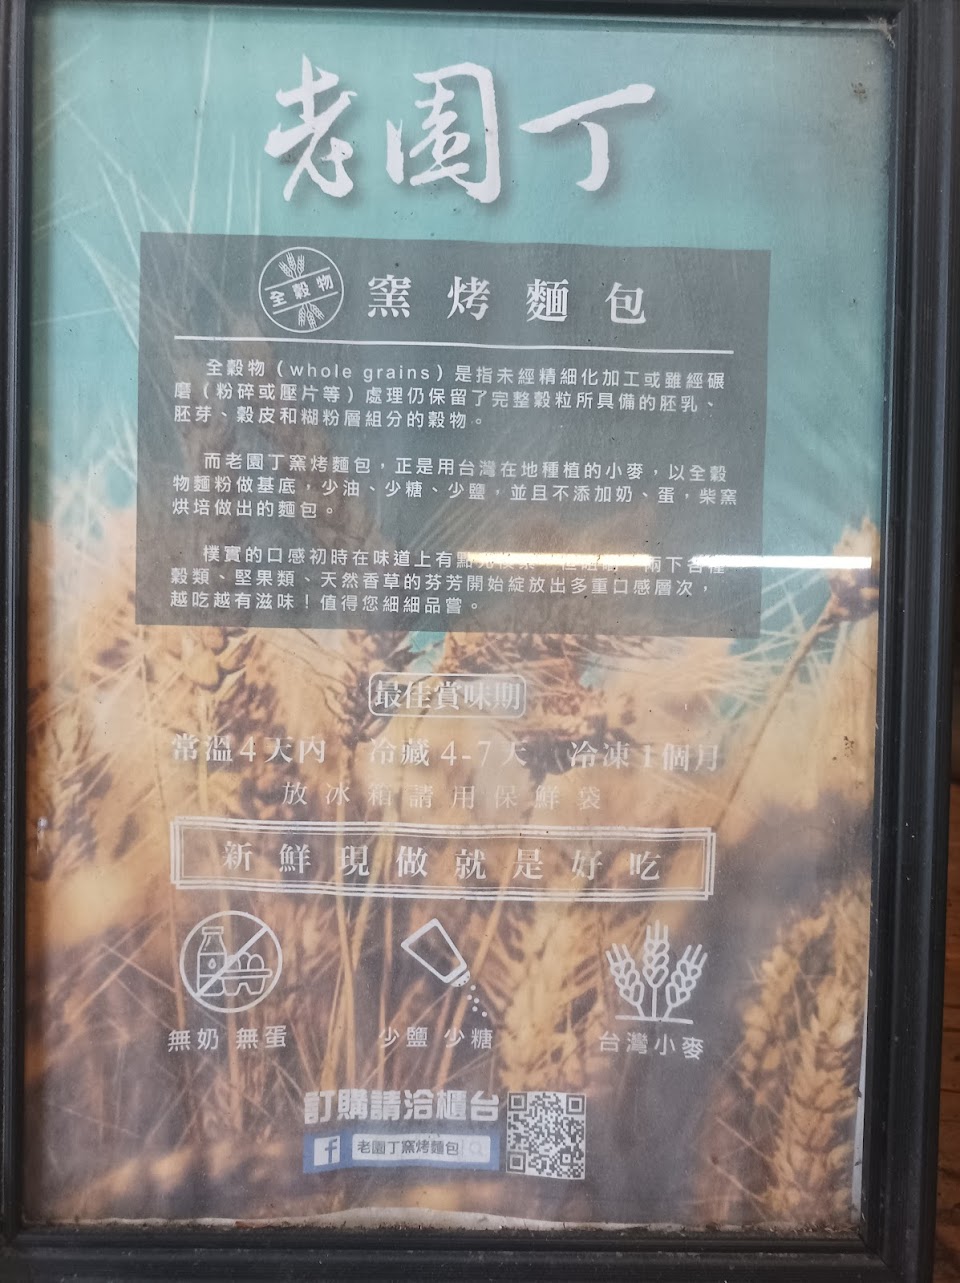 老園丁
全穀物
窯烤麵包
全穀物（whole grains）是指未經精細化加工或雖經碾
磨（粉碎或壓片等）處理仍保留了完整穀粒所具備的胚乳、
胚芽、穀皮和糊粉層組分的穀物。
而老園丁窯烤麵包，正是用台灣在地種植的小麥，以全穀
物麵粉做基底，少油、少糖、少鹽，並且不添加奶、蛋，柴窯
烘培做出的麵包。
樸實的口感初時在味道上有點 兩下各種
穀類、堅果類、天然香草的芬芳開始綻放出多重口感層次，
越吃越有滋味！值得您細細品嘗。
最佳賞味期
常溫4天內 冷藏4-7天 冷凍1個月
放冰箱請用保鮮袋
新鮮現做就是好吃
無奶 無蛋
少鹽 少糖
台灣小麥
訂購請洽櫃台
f 老園丁窯烤麵包